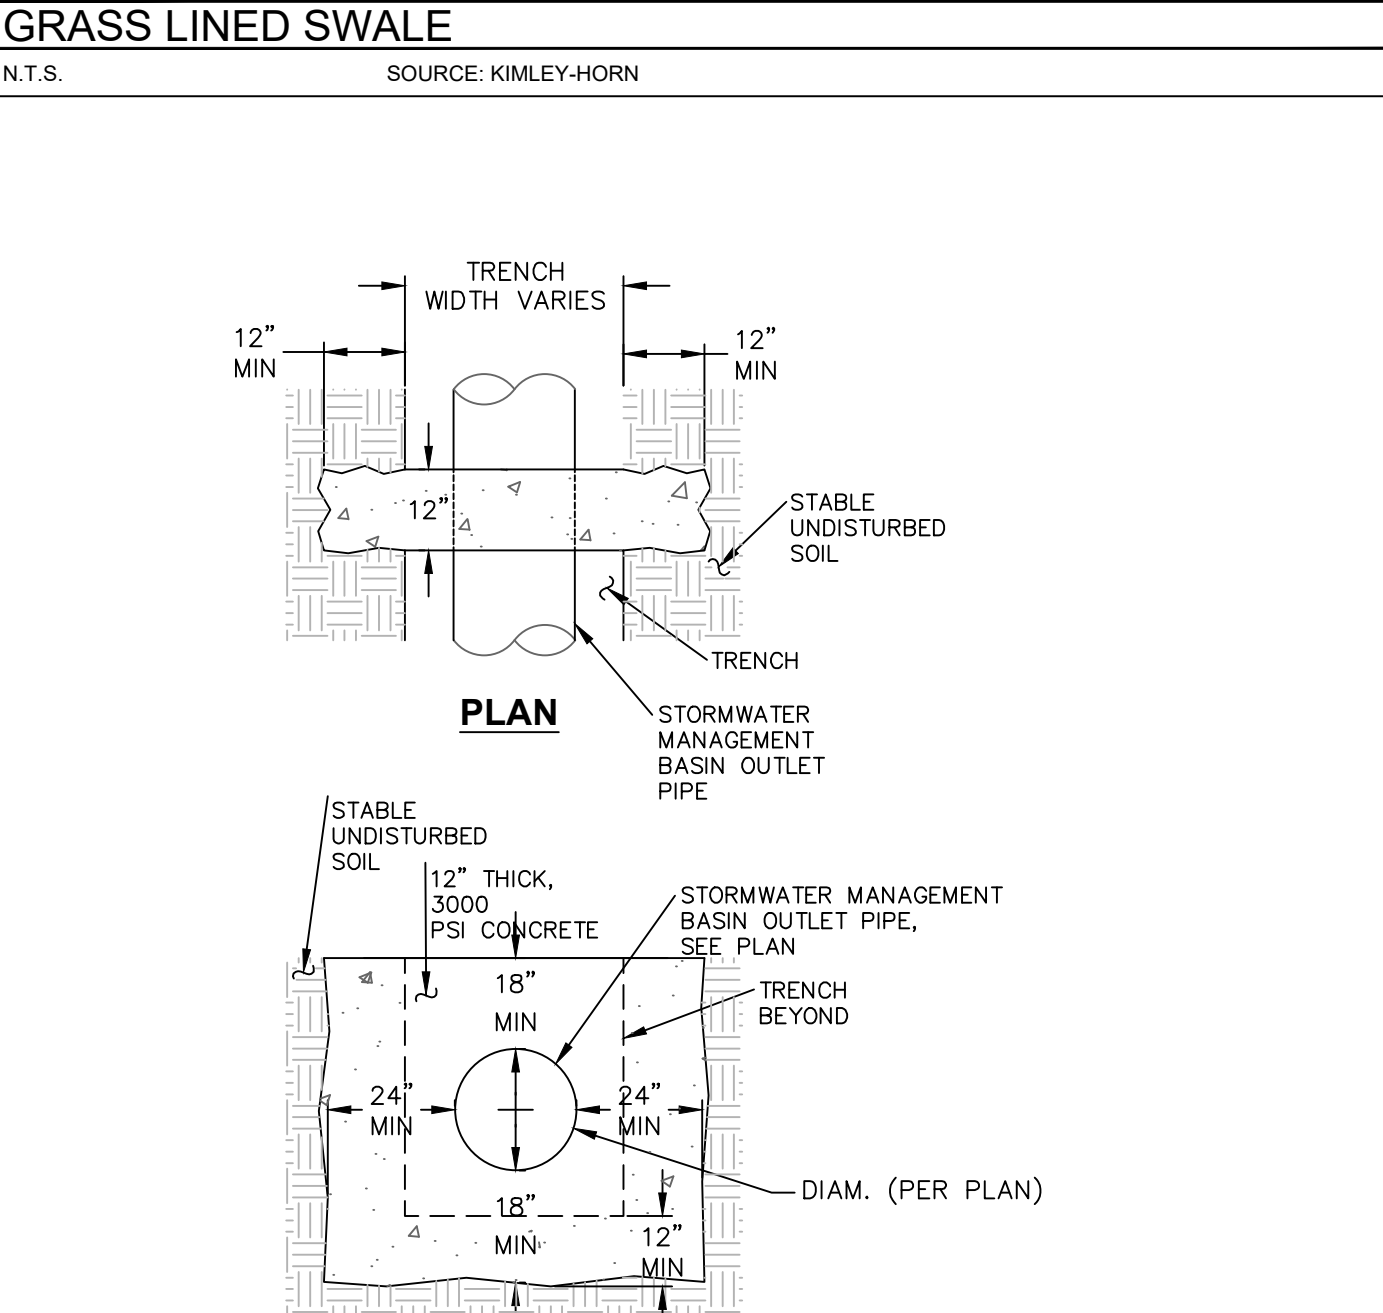 GRASS LINED SWALE
N.T.S.
SOURCE: KIMLEY-HORN
TRENCH
WIDTH VARIES
12"
MIN
12"
MIN
12"
STABLE
UNDISTURBED
SOIL
TRENCH
PLAN
STORMWATER
MANAGEMENT
BASIN OUTLET
PIPE
STABLE
UNDISTURBED
SOIL
12" THICK,
3000
PSI CONCRETE
STORMWATER MANAGEMENT
BASIN OUTLET PIPE,
SEE PLAN
18"
MIN
TRENCH
BEYOND
24"
MIN
24"
MIN
DIAM. (PER PLAN)
18"
MIN
12"
MIN